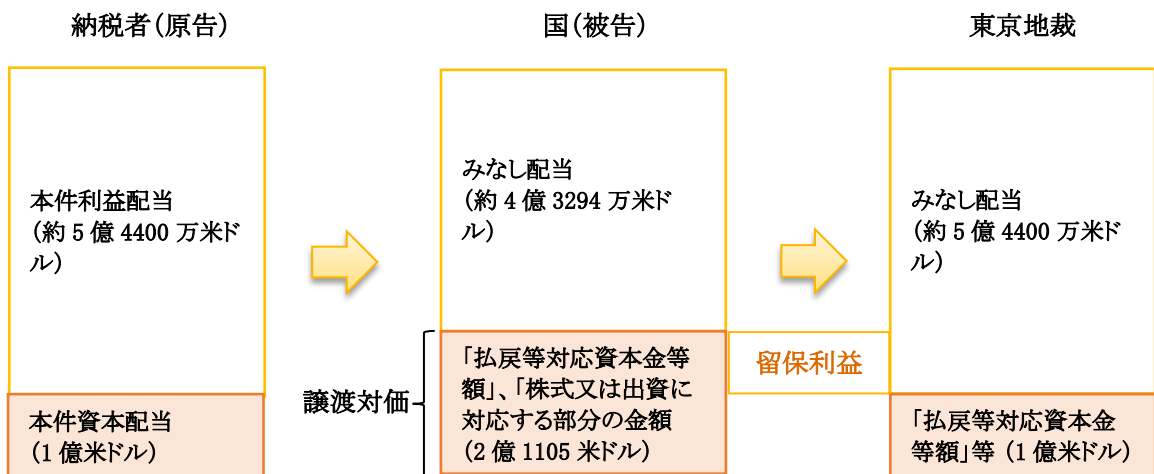 納税者(原告)
国(被告)
東京地裁
本件利益配当
(約 5 億 4400 万米ド
ル)
みなし配当
(約 4 億 3294 万米ド
ル)
みなし配当
(約 5 億 4400 万米ド
ル)
譲渡対価
「払戻等対応資本金等
額」、「株式又は出資に
対応する部分の金額
(2 億 1105 米ドル)
留保利益
本件資本配当
(1 億米ドル)
「払戻等対応資本金
等額」等 (1 億米ドル)